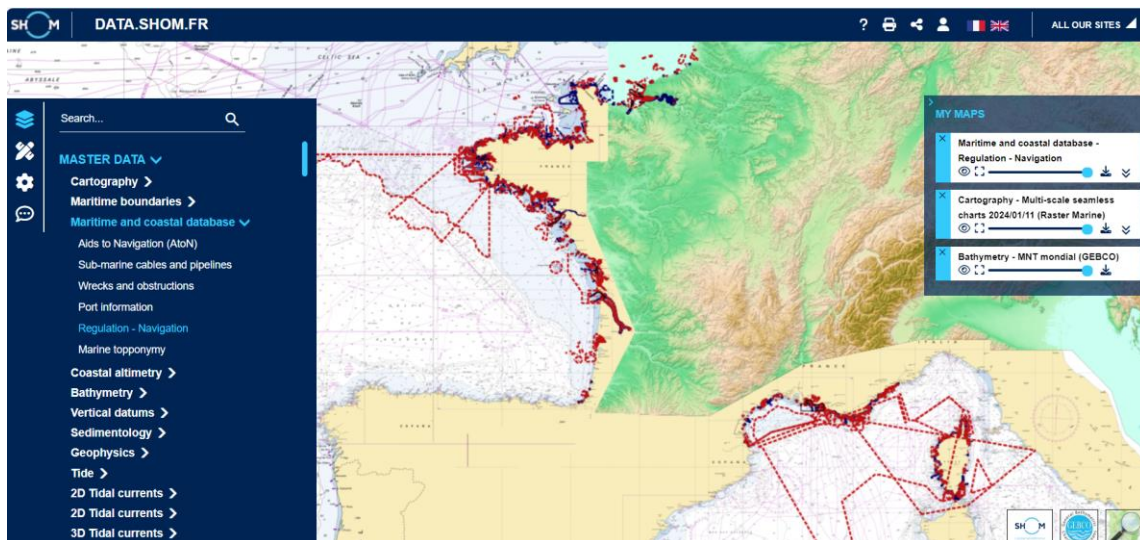 SHOM
DATA.SHOM.FR
?
ALL OUR SITES
Search...
MASTER DATA
Cartography
Maritime boundaries
Maritime and coastal database
Aids to Navigation (AtoN)
Sub-marine cables and pipelines
Wrecks and obstructions
Port information
Regulation - Navigation
Marine topponymy
Coastal altimetry
Bathymetry
Vertical datums
Sedimentology
Geophysics
Tide
2D Tidal currents
2D Tidal currents
3D Tidal currents
CELTIC SEA
FRANCE
FRANCE
ITALIA
ESPAÑA
ESPAÑA
MY MAPS
Maritime and coastal database -
Regulation - Navigation
Cartography - Multi-scale seamless
charts 2024/01/11 (Raster Marine)
Bathymetry - MNT mondial (GEBCO)
SHOM
GEBCO